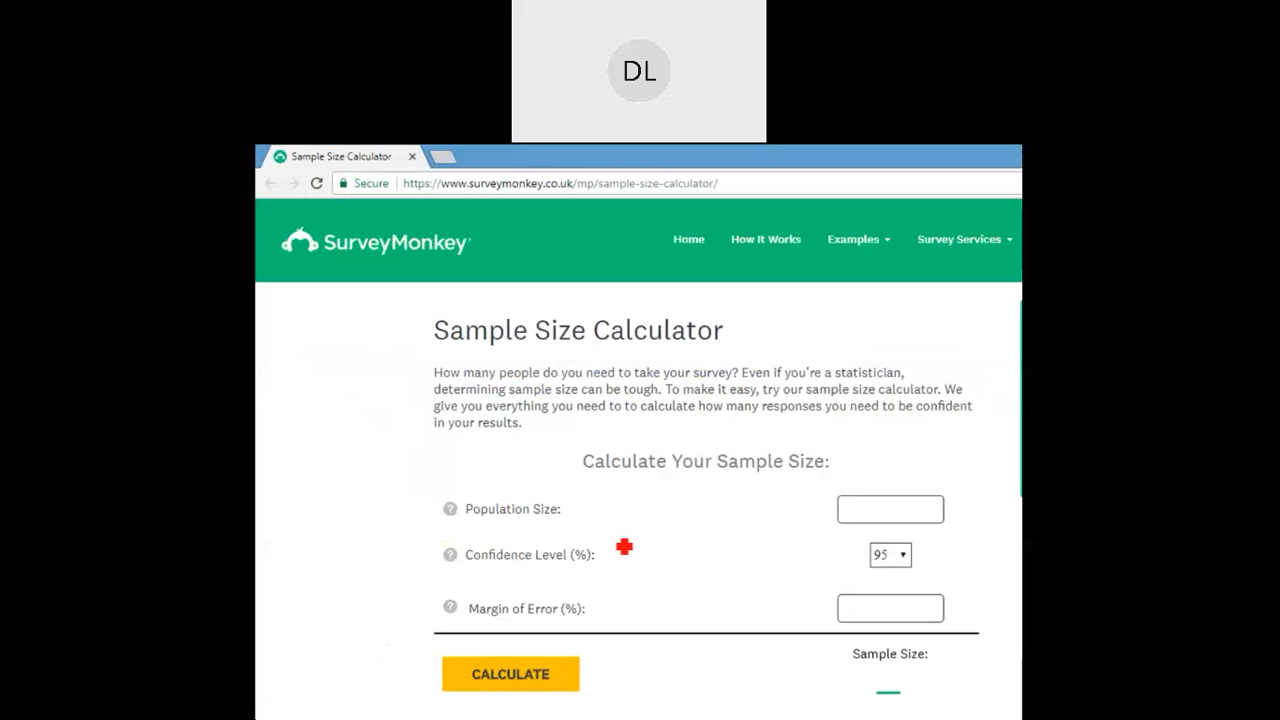 DL
Sample Size Calculator
Secure https://www.surveymonkey.co.uk/mp/sample-size-calculator/
SurveyMonkey Home How It Works Examples Survey Services
Sample Size Calculator
How many people do you need to take your survey? Even if you're a statistician,
determining sample size can be tough. To make it easy, try our sample size calculator. We
give you everything you need to to calculate how many responses you need to be confident
in your results.
Calculate Your Sample Size:
? Population Size:
? Confidence Level (%): 95
? Margin of Error (%):
Sample Size:
CALCULATE